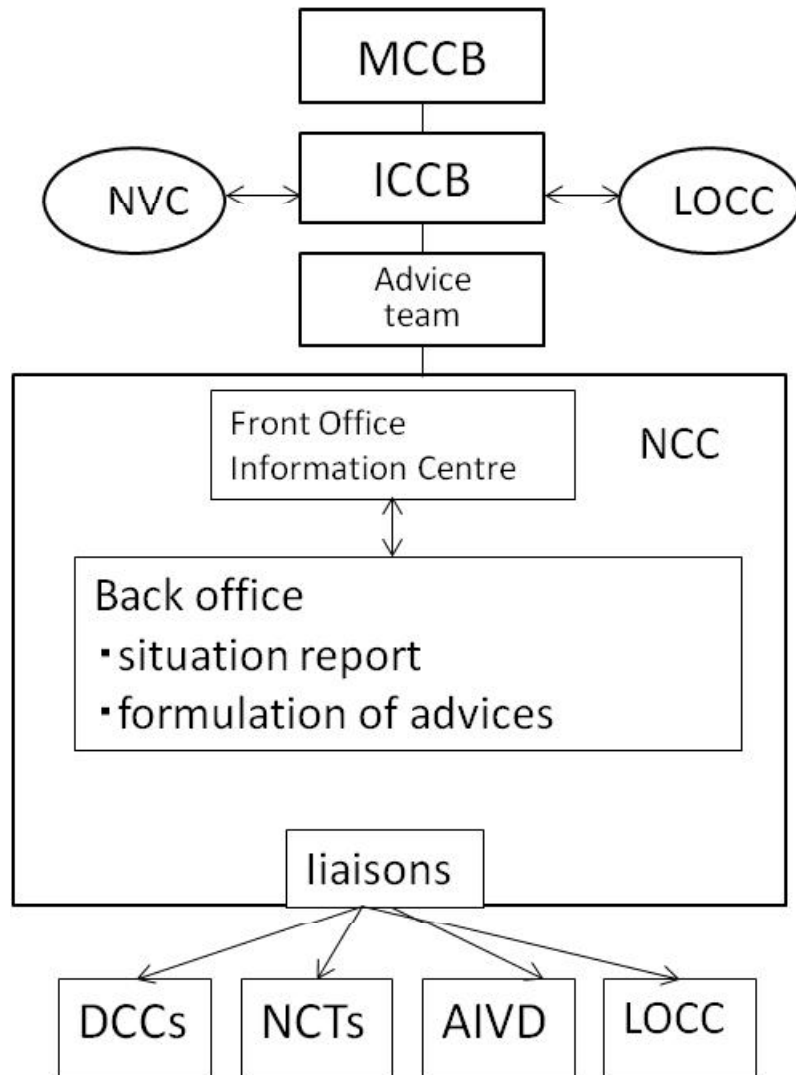 MCCB
NVC
ICCB
LOCC
Advice
team
Front Office
Information Centre
NCC
Back office
▪situation report
▪formulation of advices
liaisons
DCCs
NCTs
AIVD
LOCC